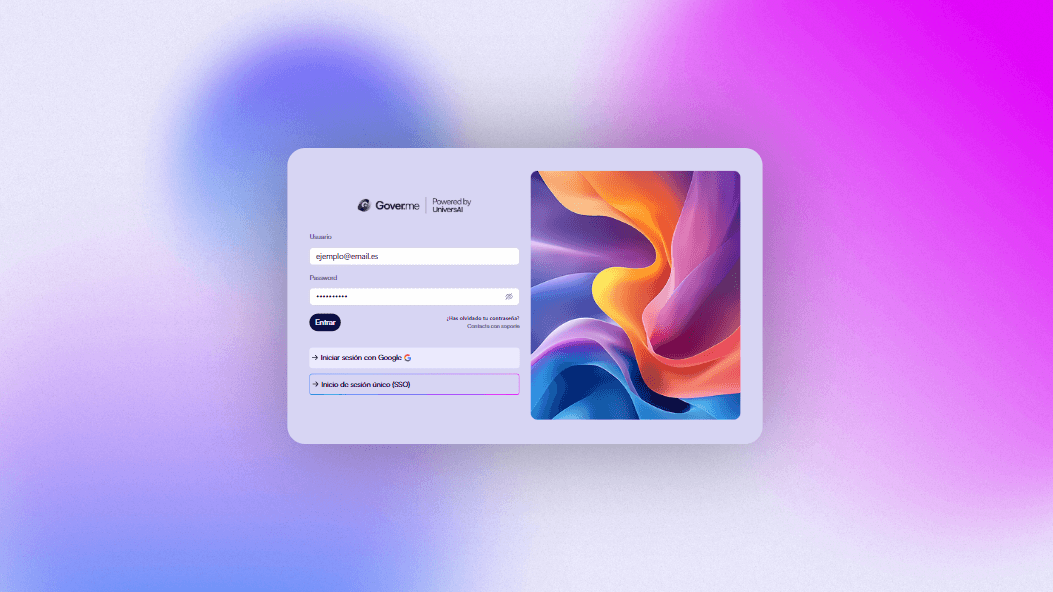 Gover.me | Powered by
UniversAI
Usuario
ejemplo@email.es
Password
••••••••••
Entrar
¿Has olvidado tu contraseña?
Contacta con soporte
→ Iniciar sesión con Google
→ Inicio de sesión único (SSO)